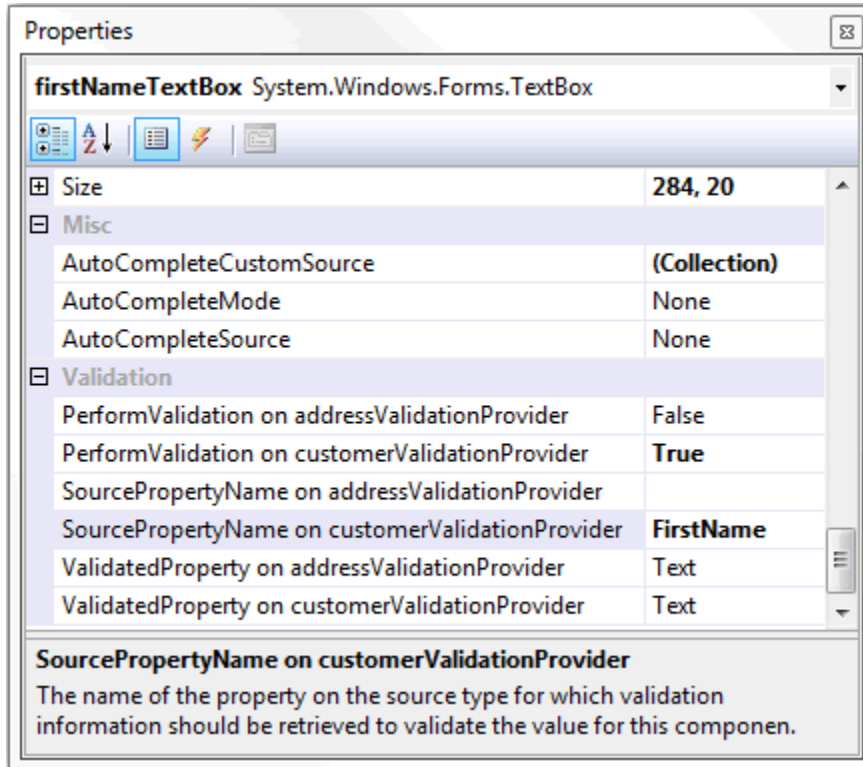 Properties
firstNameTextBox System.Windows.Forms.TextBox
A
Z
Size 284, 20
Misc
AutoCompleteCustomSource (Collection)
AutoCompleteMode None
AutoCompleteSource None
Validation
PerformValidation on addressValidationProvider False
PerformValidation on customerValidationProvider True
SourcePropertyName on addressValidationProvider
SourcePropertyName on customerValidationProvider FirstName
ValidatedProperty on addressValidationProvider Text
ValidatedProperty on customerValidationProvider Text
SourcePropertyName on customerValidationProvider
The name of the property on the source type for which validation
information should be retrieved to validate the value for this componen.